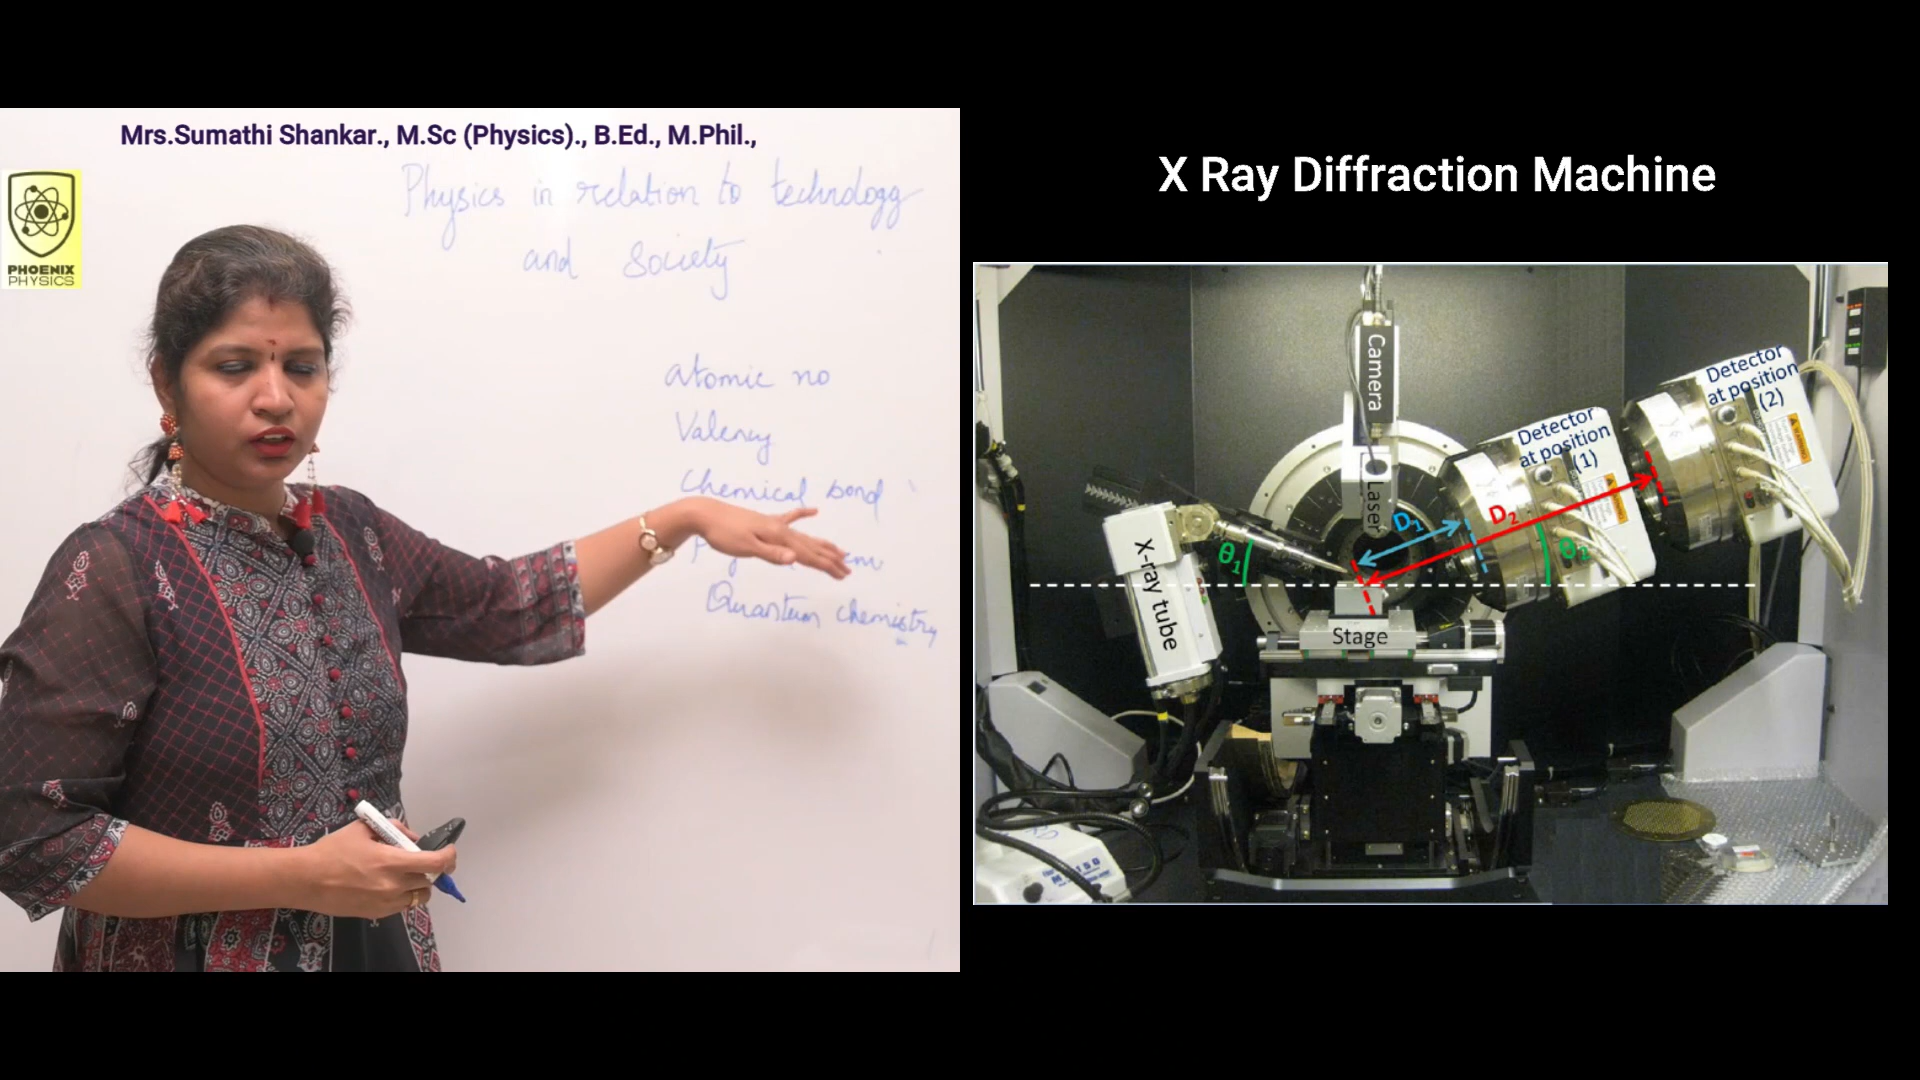 Mrs.Sumathi Shankar., M.Sc (Physics)., B.Ed., M.Phil.,
PHOENIX
PHYSICS
Physics in relation to technology
and Society
atomic no
Valency
Chemical bond
Quantum chemistry
X Ray Diffraction Machine
Camera
Laser
Detector
at position
(2)
Detector
at position
(1)
D₁
D₂
θ₁
θ₂
X-ray tube
Stage